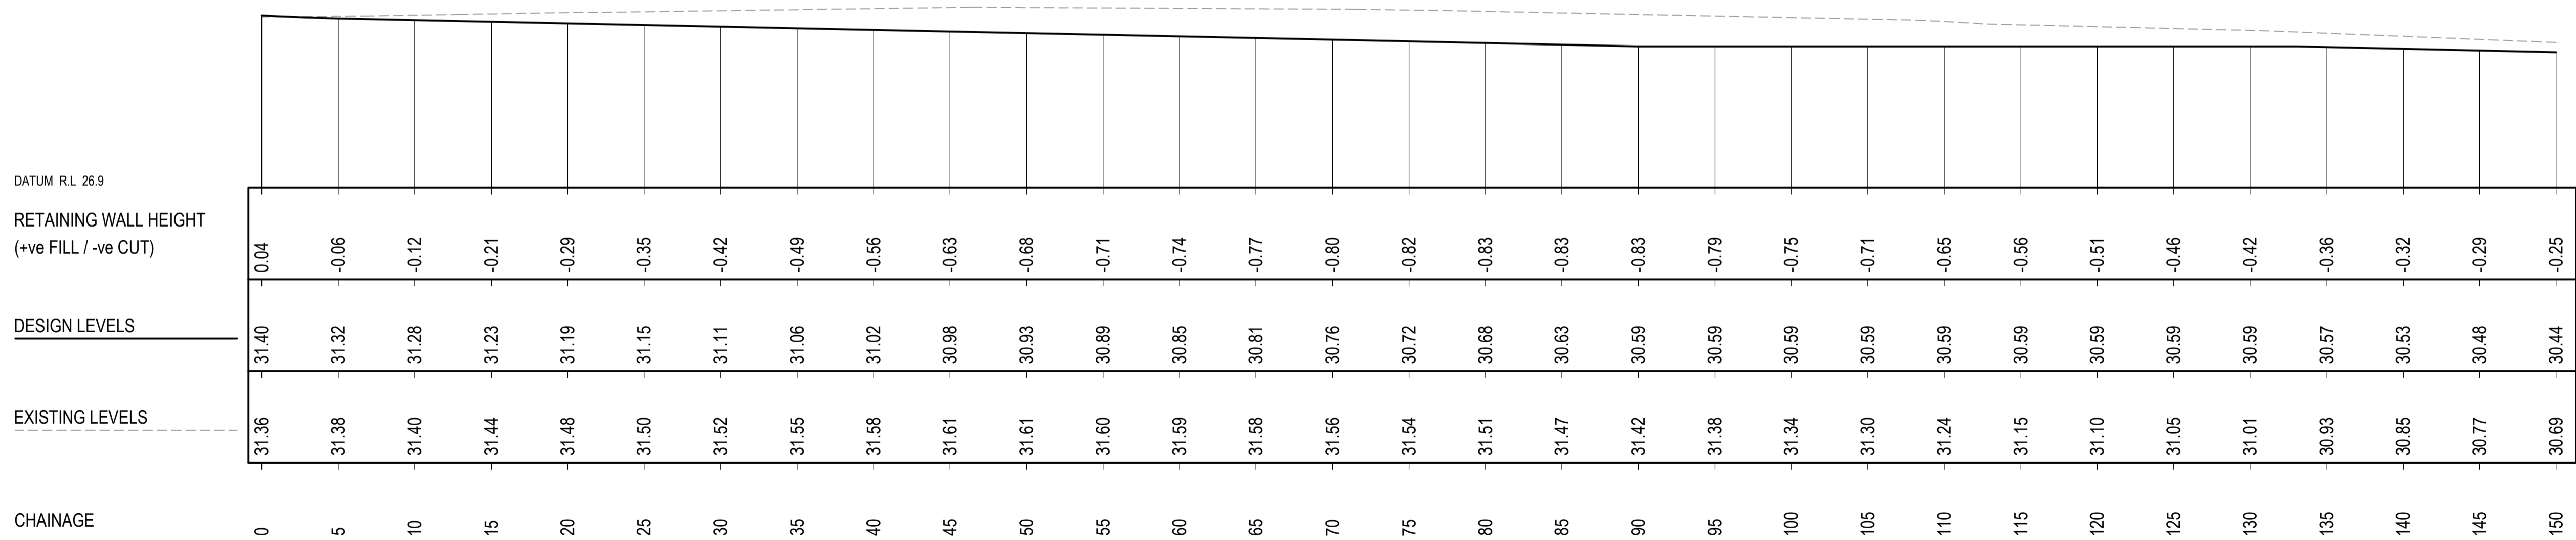 DATUM R.L 26.9
RETAINING WALL HEIGHT
(+ve FILL / -ve CUT)
0.04 -0.06 -0.12 -0.21 -0.29 -0.35 -0.42 -0.49 -0.56 -0.63 -0.68 -0.71 -0.74 -0.77 -0.80 -0.82 -0.83 -0.83 -0.83 -0.79 -0.75 -0.71 -0.65 -0.56 -0.51 -0.46 -0.42 -0.36 -0.32 -0.29 -0.25
DESIGN LEVELS
31.40 31.32 31.28 31.23 31.19 31.15 31.11 31.06 31.02 30.98 30.93 30.89 30.85 30.81 30.76 30.72 30.68 30.63 30.59 30.59 30.59 30.59 30.59 30.59 30.59 30.59 30.59 30.57 30.53 30.48 30.44
EXISTING LEVELS
31.36 31.38 31.40 31.44 31.48 31.50 31.52 31.55 31.58 31.61 31.61 31.60 31.59 31.58 31.56 31.54 31.51 31.47 31.42 31.38 31.34 31.30 31.24 31.15 31.10 31.05 31.01 30.93 30.85 30.77 30.69
CHAINAGE
0 5 10 15 20 25 30 35 40 45 50 55 60 65 70 75 80 85 90 95 100 105 110 115 120 125 130 135 140 145 150